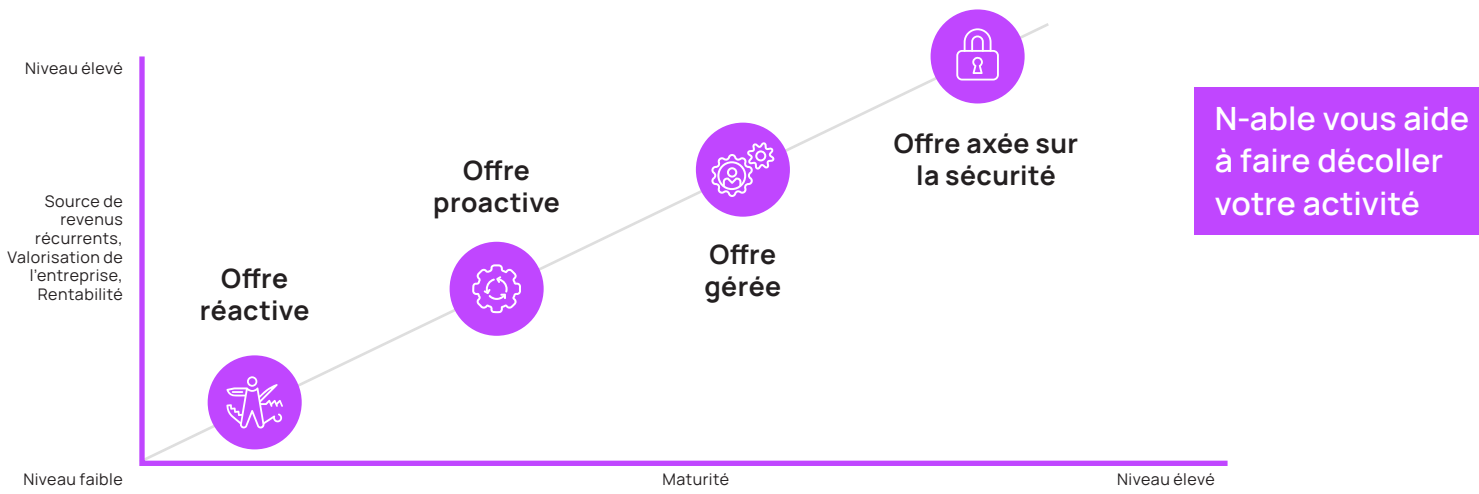 Niveau élevé
Source de
revenus
récurrents,
Valorisation de
l'entreprise,
Rentabilité
Niveau faible
Offre
réactive
Offre
proactive
Offre
gérée
Offre axée sur
la sécurité
N-able vous aide
à faire décoller
votre activité
Maturité
Niveau élevé